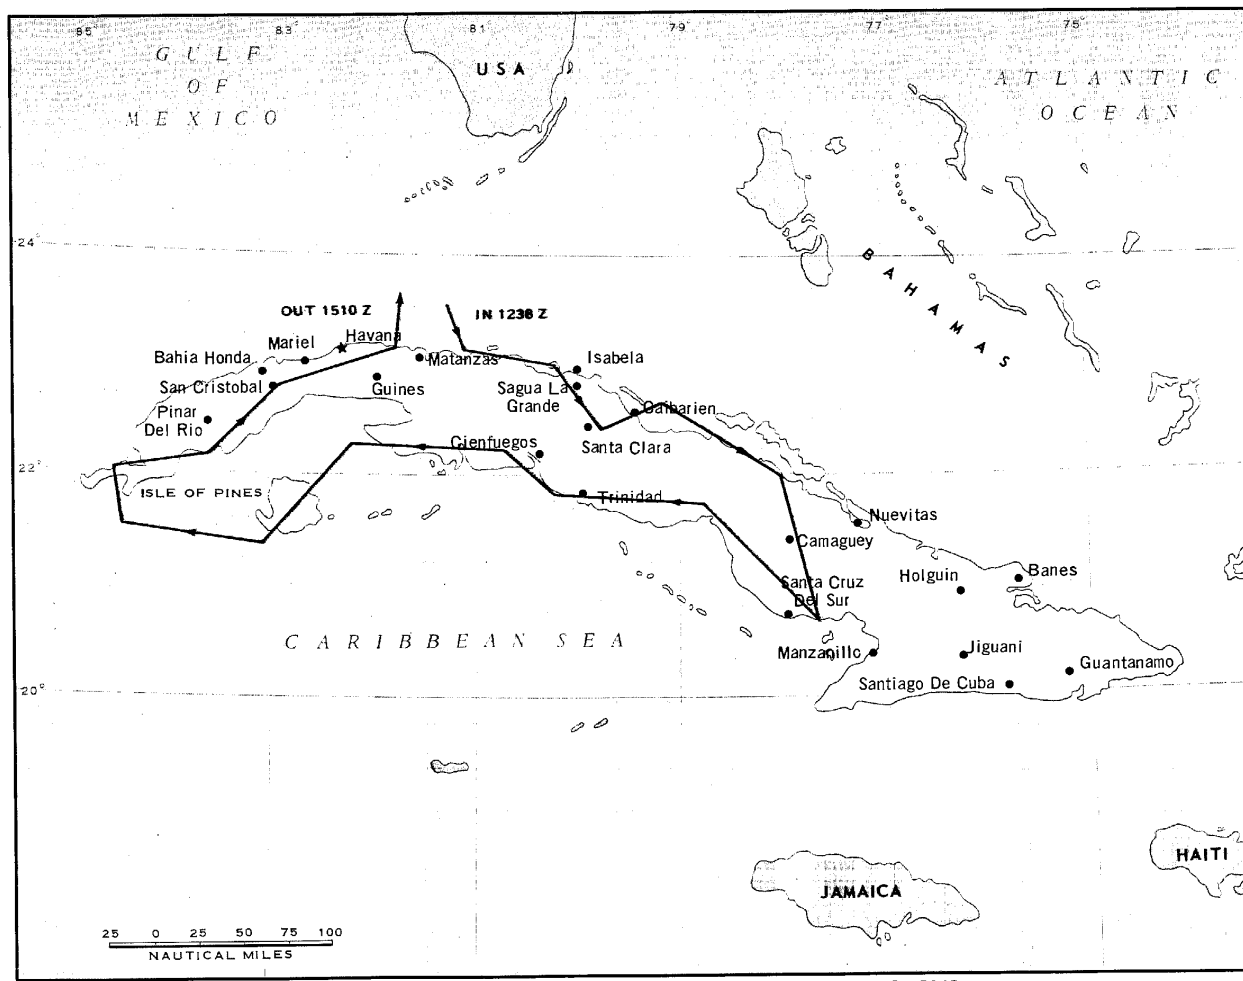 85° 83° 81 79 77° 75°
GULF
OF
MEXICO
USA
ATLANTIC
OCEAN
24°
BAHAMAS
OUT 1510 Z
IN 1238 Z
Mariel
Havana
Bahia Honda
Matanzas
Isabela
San Cristobal
Guines
Sagua La
Grande
Pinar
Del Rio
Caibarien
Cienfuegos
Santa Clara
22°
ISLE OF PINES
Trinidad
Nuevitas
Camaguey
Holguin
Banes
Santa Cruz
Del Sur
CARIBBEAN SEA
Manzanillo
Jiguani
Guantanamo
Santiago De Cuba
20°
HAITI
JAMAICA
25 0 25 50 75 100
NAUTICAL MILES